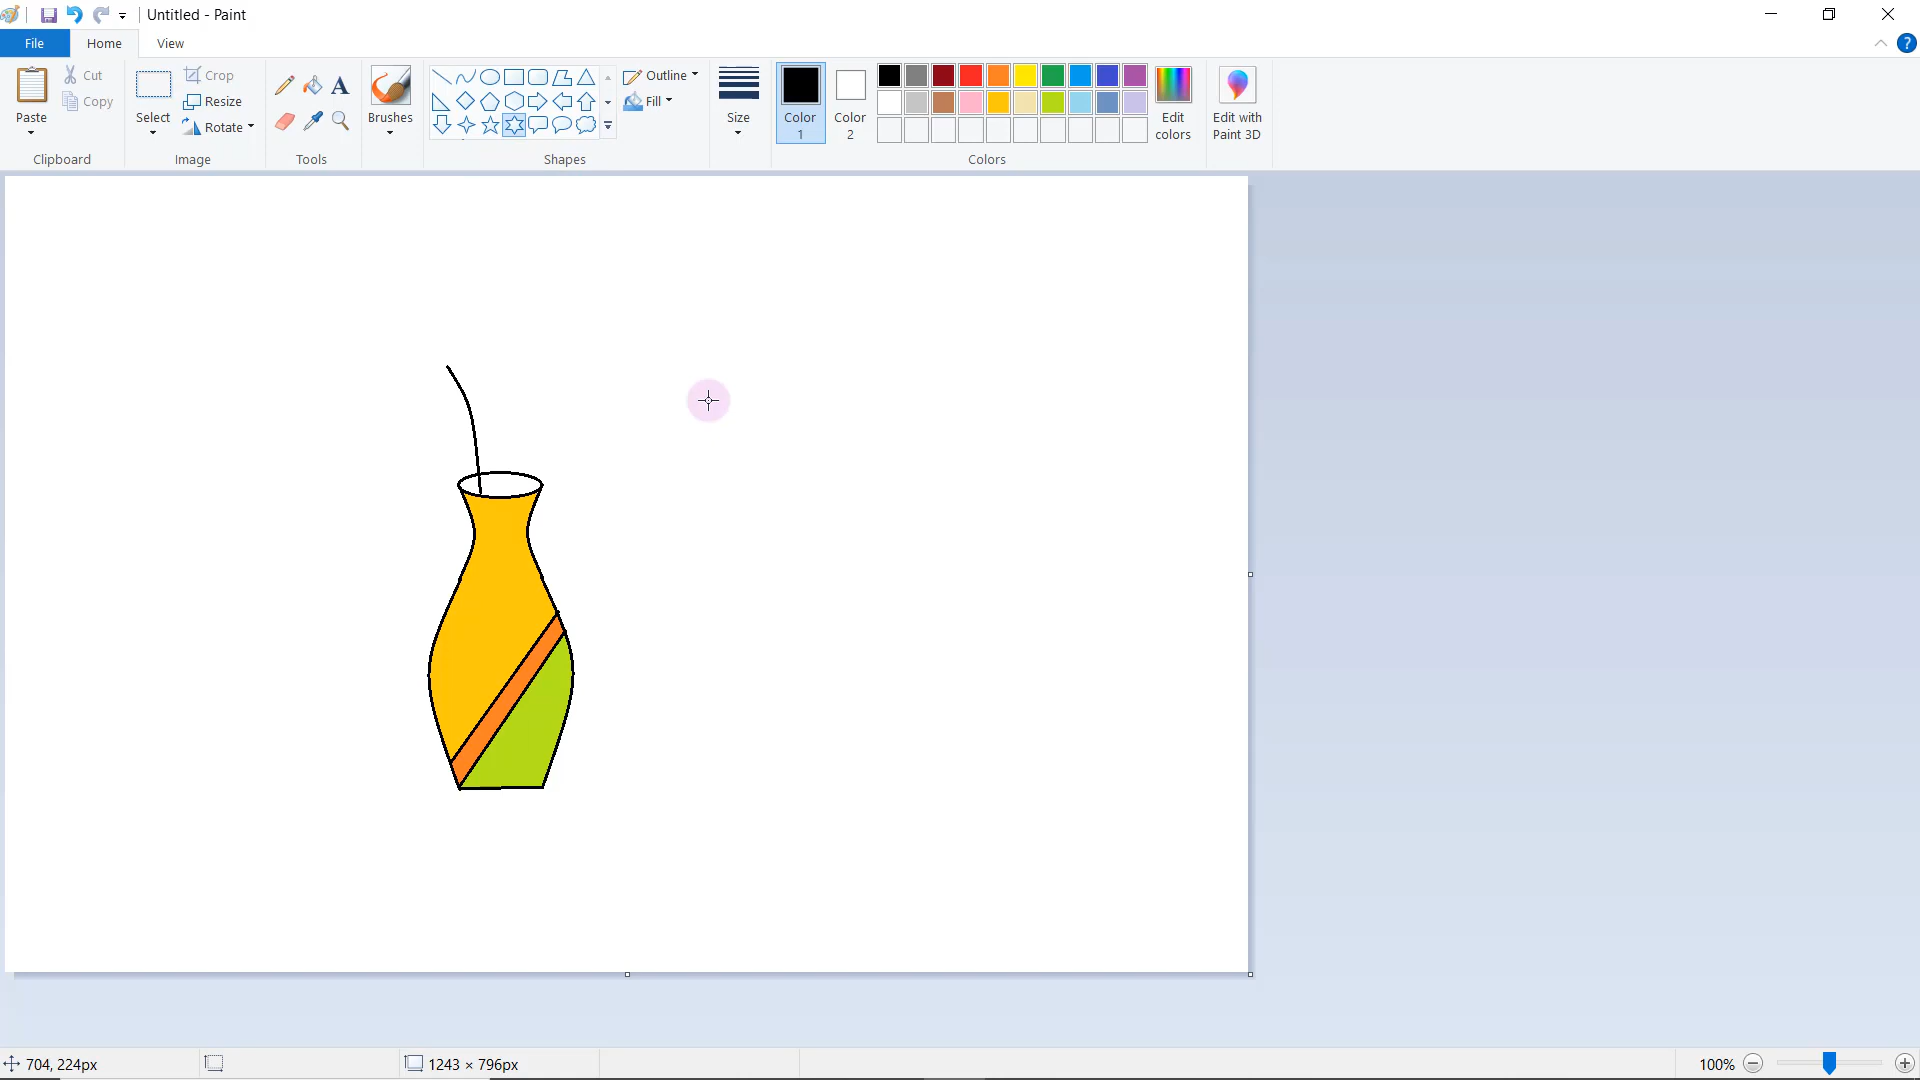 Untitled - Paint
File Home View
Paste
Cut
Copy
Clipboard
Select
Crop
Resize
Rotate
Image
A
Tools
Brushes
Outline
Fill
Shapes
Size
Color 1
Color 2
Edit colors
Colors
Edit with Paint 3D
704, 224px
1243 × 796px
100%